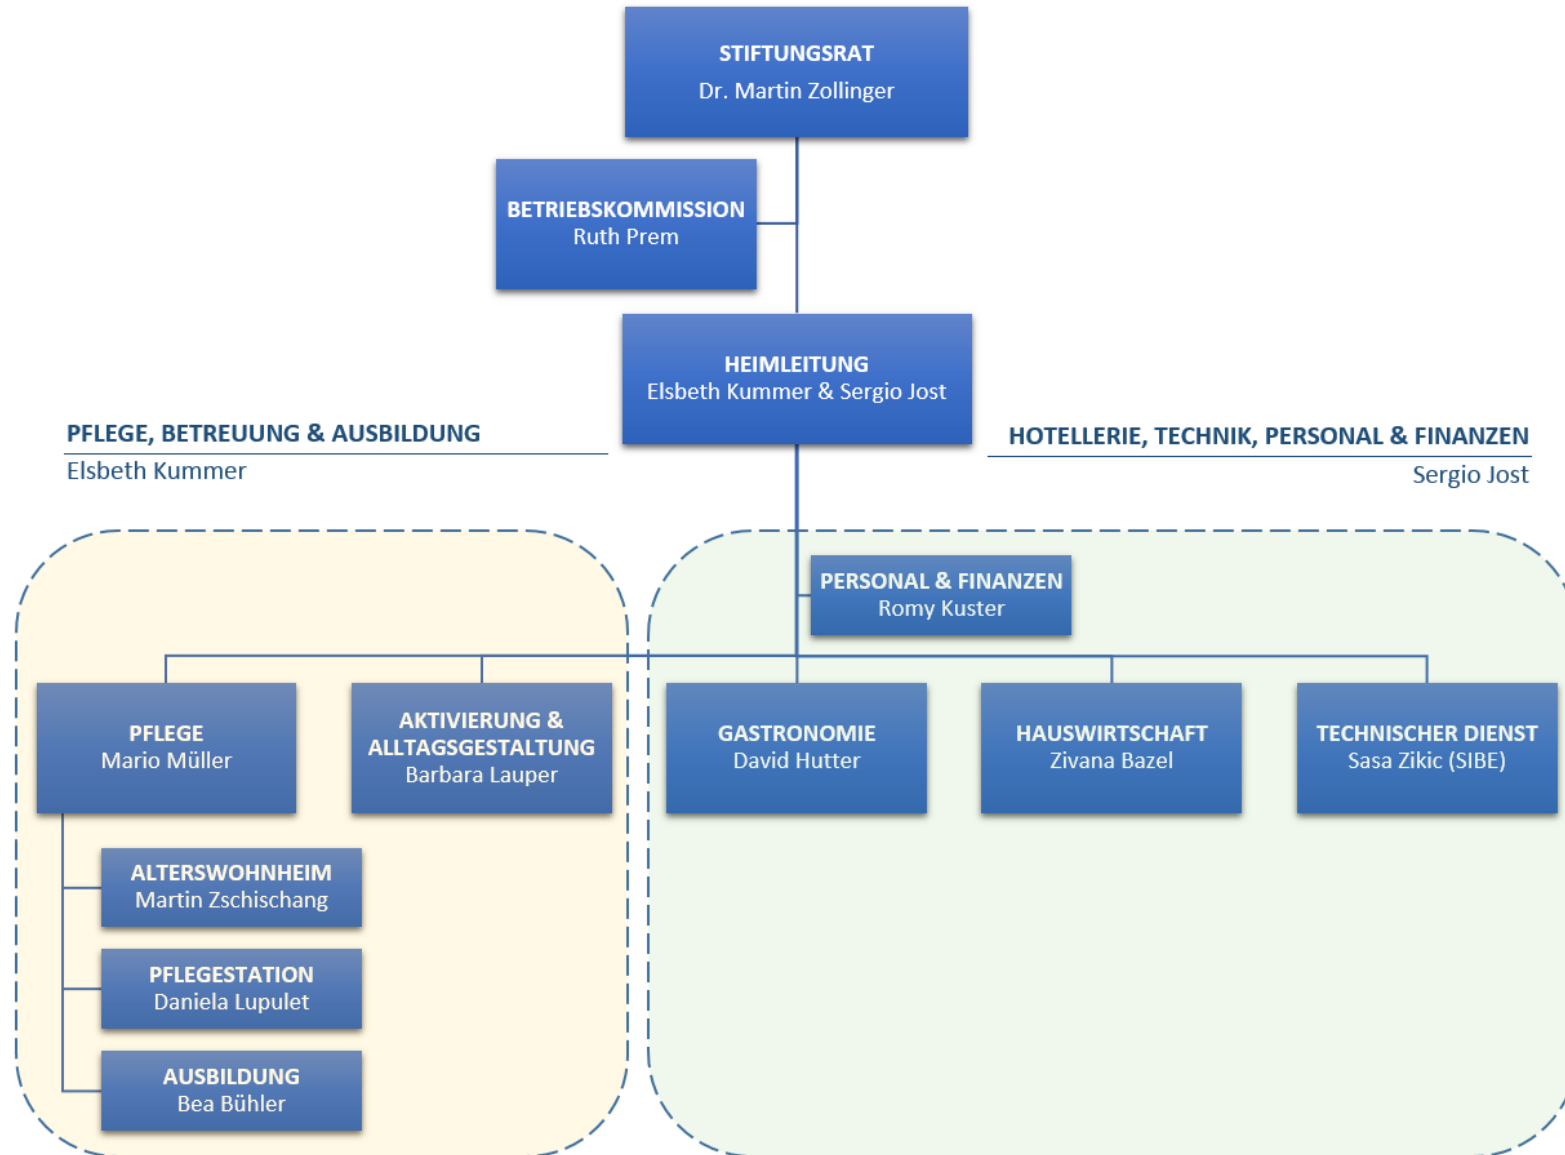 STIFTUNGSRAT
Dr. Martin Zollinger
BETRIEBSKOMMISSION
Ruth Prem
HEIMLEITUNG
Elsbeth Kummer & Sergio Jost
PFLEGE, BETREUUNG & AUSBILDUNG
Elsbeth Kummer
HOTELLERIE, TECHNIK, PERSONAL & FINANZEN
Sergio Jost
PERSONAL & FINANZEN
Romy Kuster
PFLEGE
Mario Müller
AKTIVIERUNG &
ALLTAGSGESTALTUNG
Barbara Lauper
GASTRONOMIE
David Hutter
HAUSWIRTSCHAFT
Zivana Bazel
TECHNISCHER DIENST
Sasa Zikic (SIBE)
ALTERSWOHNHEIM
Martin Zschischang
PFLEGESTATION
Daniela Lupulet
AUSBILDUNG
Bea Bühler